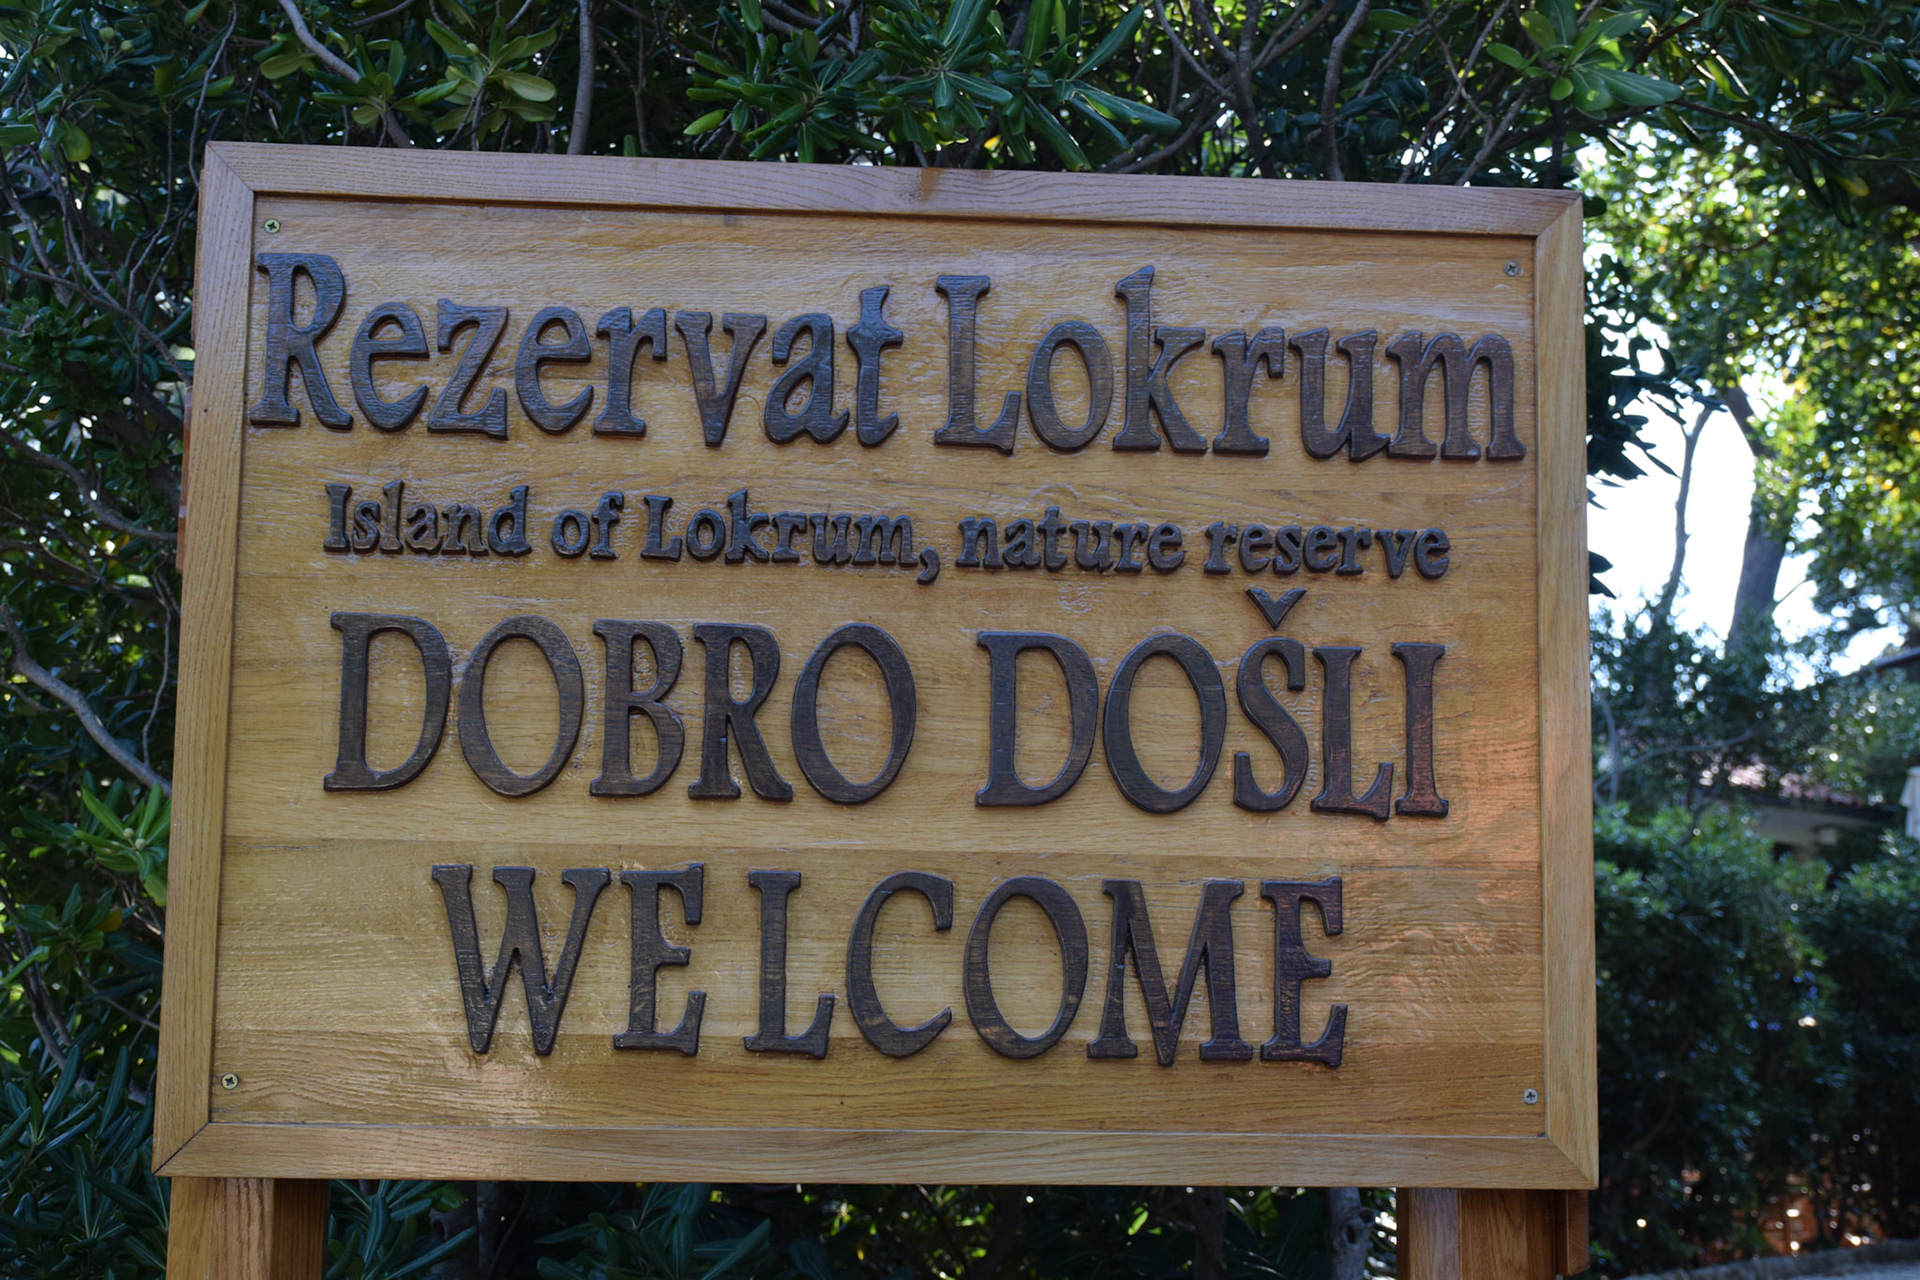 Rezervat Lokrum
Island of Lokrum, nature reserve
DOBRO DOŠLI
WELCOME